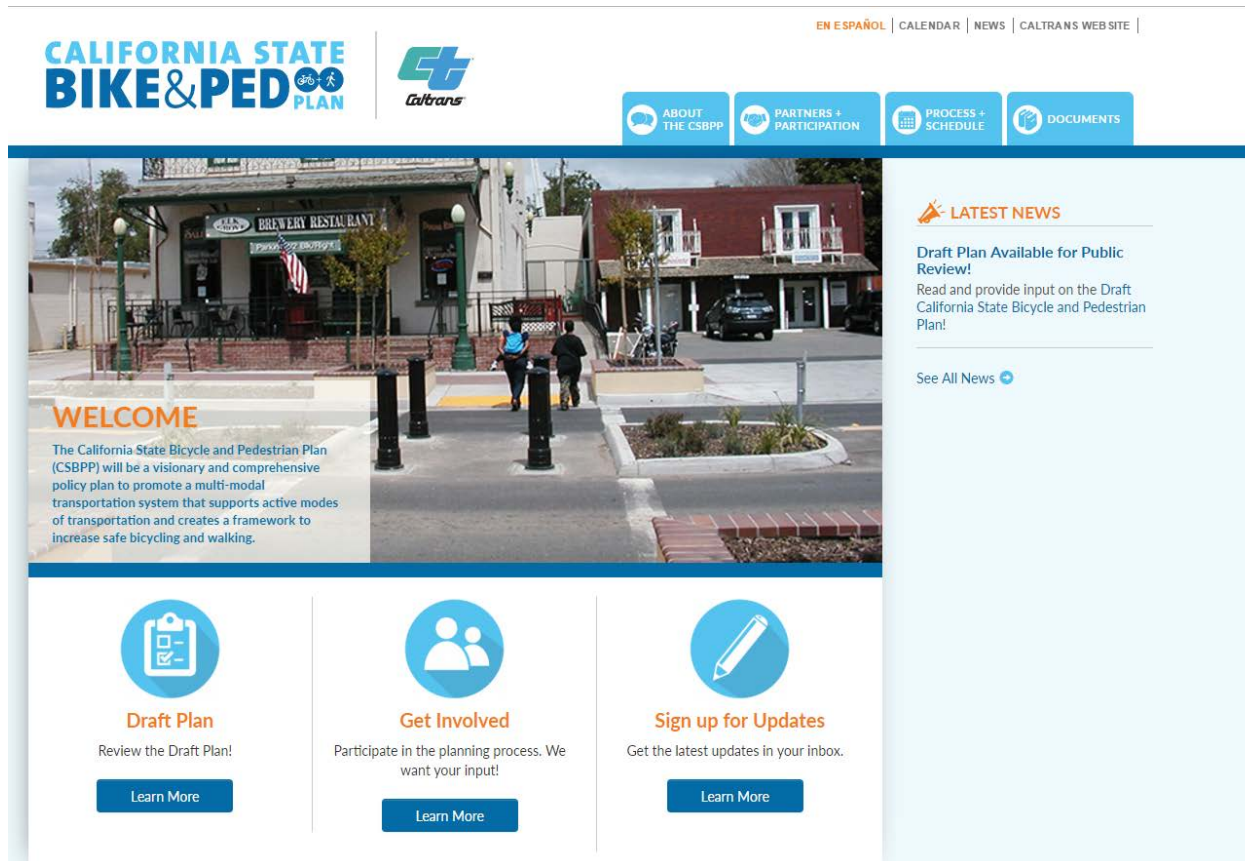 EN ESPAÑOL | CALENDAR | NEWS | CALTRANS WEBSITE |
CALIFORNIA STATE
BIKE&PED
PLAN
Caltrans
ABOUT
THE CSBPP
PARTNERS +
PARTICIPATION
PROCESS +
SCHEDULE
DOCUMENTS
ELK
GROVE
BREWERY RESTAURANT
WELCOME
The California State Bicycle and Pedestrian Plan
(CSBPP) will be a visionary and comprehensive
policy plan to promote a multi-modal
transportation system that supports active modes
of transportation and creates a framework to
increase safe bicycling and walking.
LATEST NEWS
Draft Plan Available for Public
Review!
Read and provide input on the Draft
California State Bicycle and Pedestrian
Plan!
See All News
Draft Plan
Review the Draft Plan!
Learn More
Get Involved
Participate in the planning process. We
want your input!
Learn More
Sign up for Updates
Get the latest updates in your inbox.
Learn More